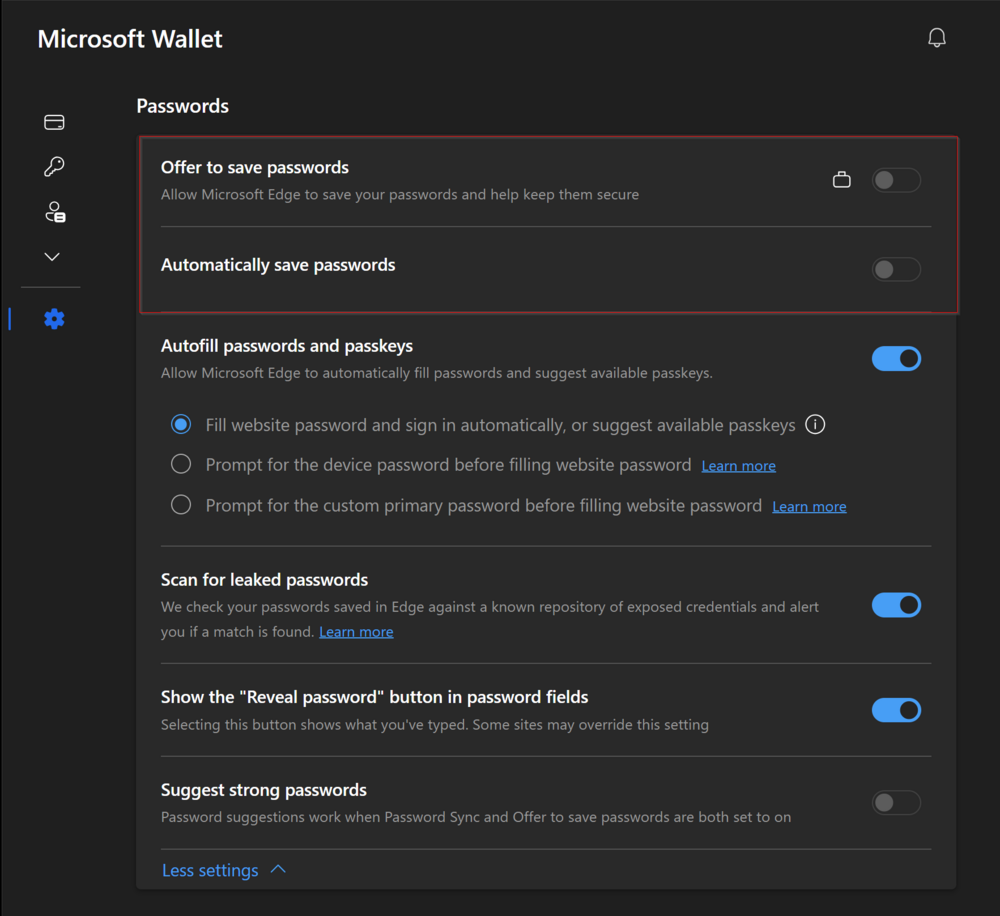 Microsoft Wallet
Passwords
Offer to save passwords
Allow Microsoft Edge to save your passwords and help keep them secure
Automatically save passwords
Autofill passwords and passkeys
Allow Microsoft Edge to automatically fill passwords and suggest available passkeys.
Fill website password and sign in automatically, or suggest available passkeys
Prompt for the device password before filling website password Learn more
Prompt for the custom primary password before filling website password Learn more
Scan for leaked passwords
We check your passwords saved in Edge against a known repository of exposed credentials and alert
you if a match is found. Learn more
Show the "Reveal password" button in password fields
Selecting this button shows what you've typed. Some sites may override this setting
Suggest strong passwords
Password suggestions work when Password Sync and Offer to save passwords are both set to on
Less settings